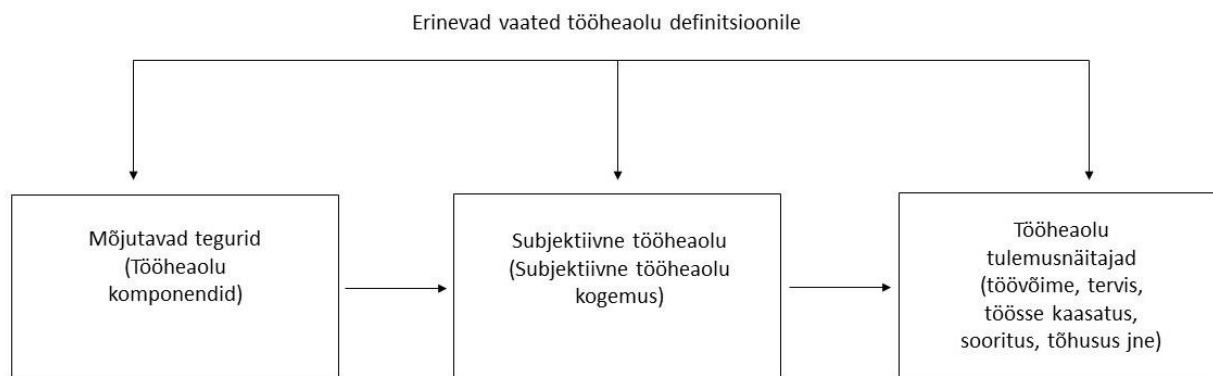 Erinevad vaated tööheaolu definitsioonile
Mõjutavad tegurid
(Tööheaolu
komponendid)
Subjektiivne tööheaolu
(Subjektiivne tööheaolu
kogemus)
Tööheaolu
tulemusnäitajad
(töövõime, tervis,
töösse kaasatus,
sooritus, tõhusus jne)